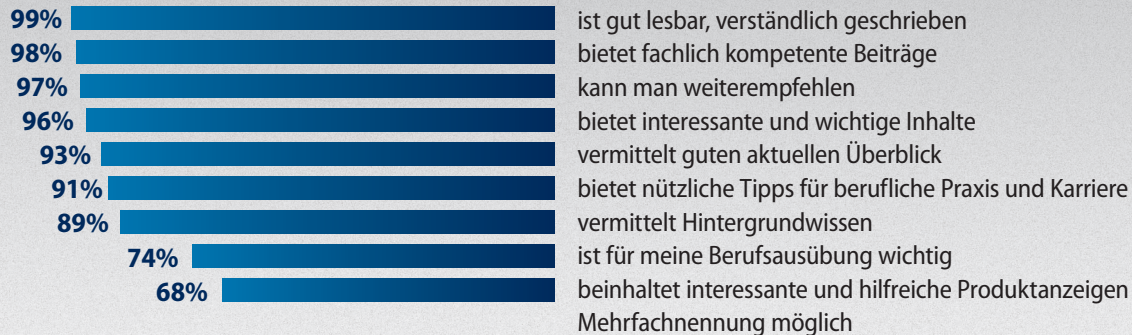 99% ist gut lesbar, verständlich geschrieben
98% bietet fachlich kompetente Beiträge
97% kann man weiterempfehlen
96% bietet interessante und wichtige Inhalte
93% vermittelt guten aktuellen Überblick
91% bietet nützliche Tipps für berufliche Praxis und Karriere
89% vermittelt Hintergrundwissen
74% ist für meine Berufsausübung wichtig
68% beinhaltet interessante und hilfreiche Produktanzeigen
Mehrfachnennung möglich